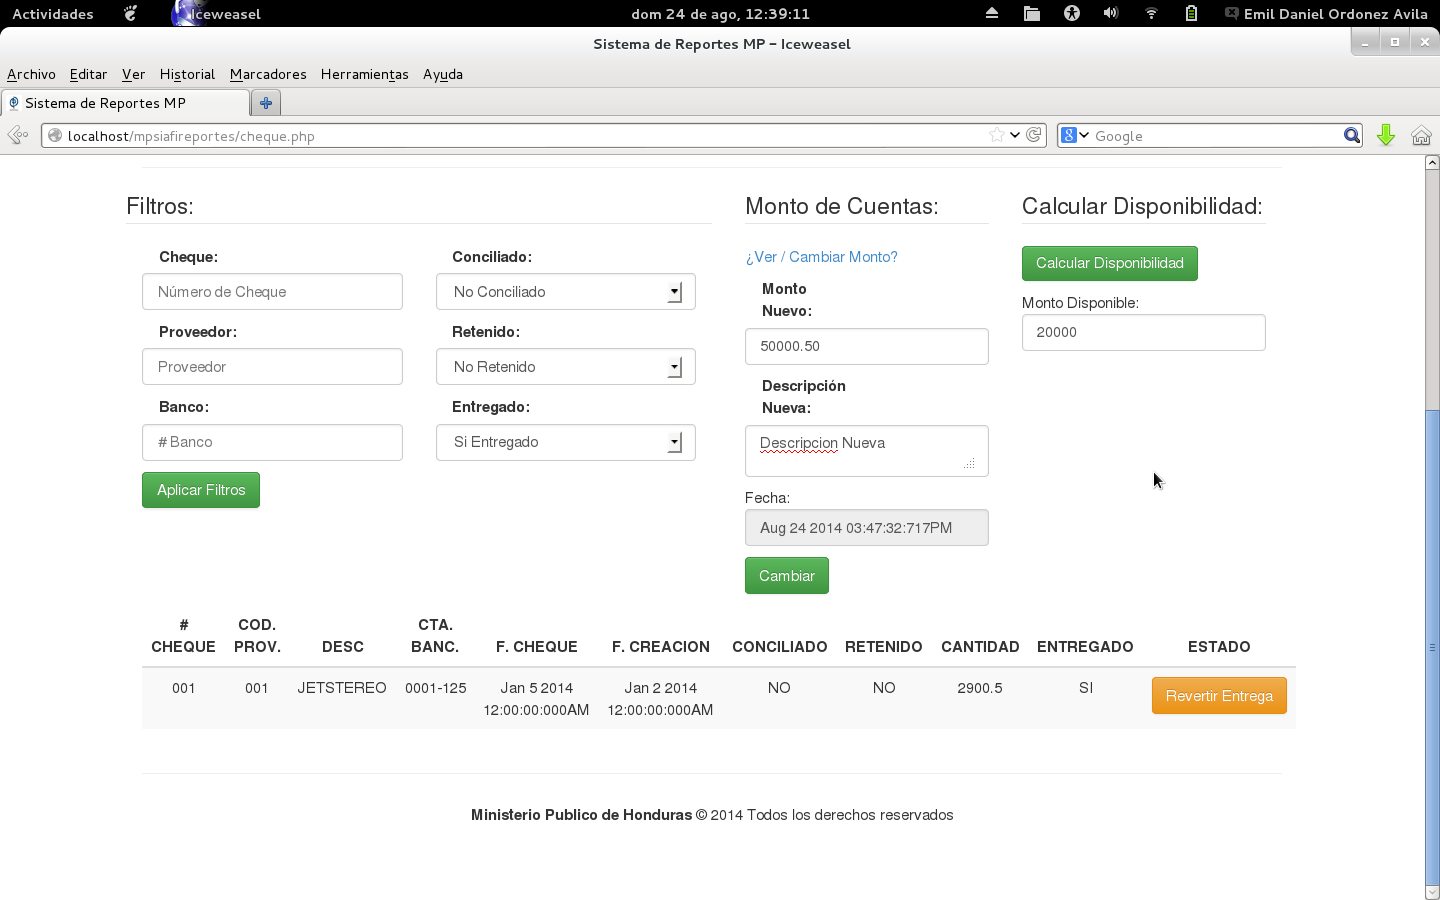 Actividades Iceweasel dom 24 de ago, 12:39:11 Emil Daniel Ordonez Avila
Sistema de Reportes MP - Iceweasel
Archivo Editar Ver Historial Marcadores Herramientas Ayuda
Sistema de Reportes MP
localhost/mpsiafireportes/cheque.php
Google
Filtros:
Cheque:
Número de Cheque
Conciliado:
No Conciliado
Proveedor:
Proveedor
Retenido:
No Retenido
Banco:
# Banco
Entregado:
Si Entregado
Aplicar Filtros
Monto de Cuentas:
¿Ver / Cambiar Monto?
Monto
Nuevo:
50000.50
Descripción
Nueva:
Descripcion Nueva
Fecha:
Aug 24 2014 03:47:32:717PM
Cambiar
Calcular Disponibilidad:
Calcular Disponibilidad
Monto Disponible:
20000
# COD. CTA.
CHEQUE PROV. DESC BANC. F. CHEQUE F. CREACION CONCILIADO RETENIDO CANTIDAD ENTREGADO ESTADO
001 001 JETSTEREO 0001-125 Jan 5 2014 Jan 2 2014 NO NO 2900.5 SI Revertir Entrega
12:00:00:000AM 12:00:00:000AM
Ministerio Publico de Honduras © 2014 Todos los derechos reservados